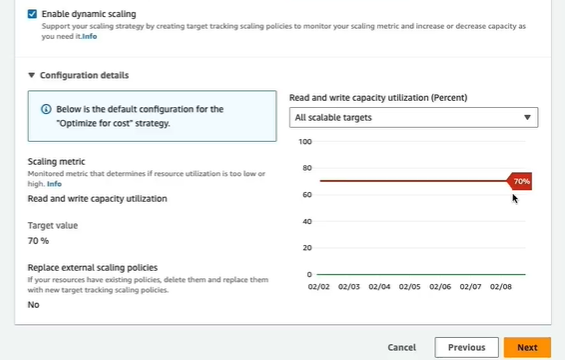 Enable dynamic scaling
Support your scaling strategy by creating target tracking scaling policies to monitor your scaling metric and increase or decrease capacity as
you need it.Info
Configuration details
Below is the default configuration for the
"Optimize for cost" strategy.
Scaling metric
Monitored metric that determines if resource utilization is too low or
high. Info
Read and write capacity utilization
Target value
70 %
Replace external scaling policies
If your resources have existing policies, delete them and replace them
with new target tracking scaling policies.
No
Read and write capacity utilization (Percent)
All scalable targets
100
80
60
40
20
0
70%
02/02 02/03 02/04 02/05 02/06 02/07 02/08
Cancel Previous Next